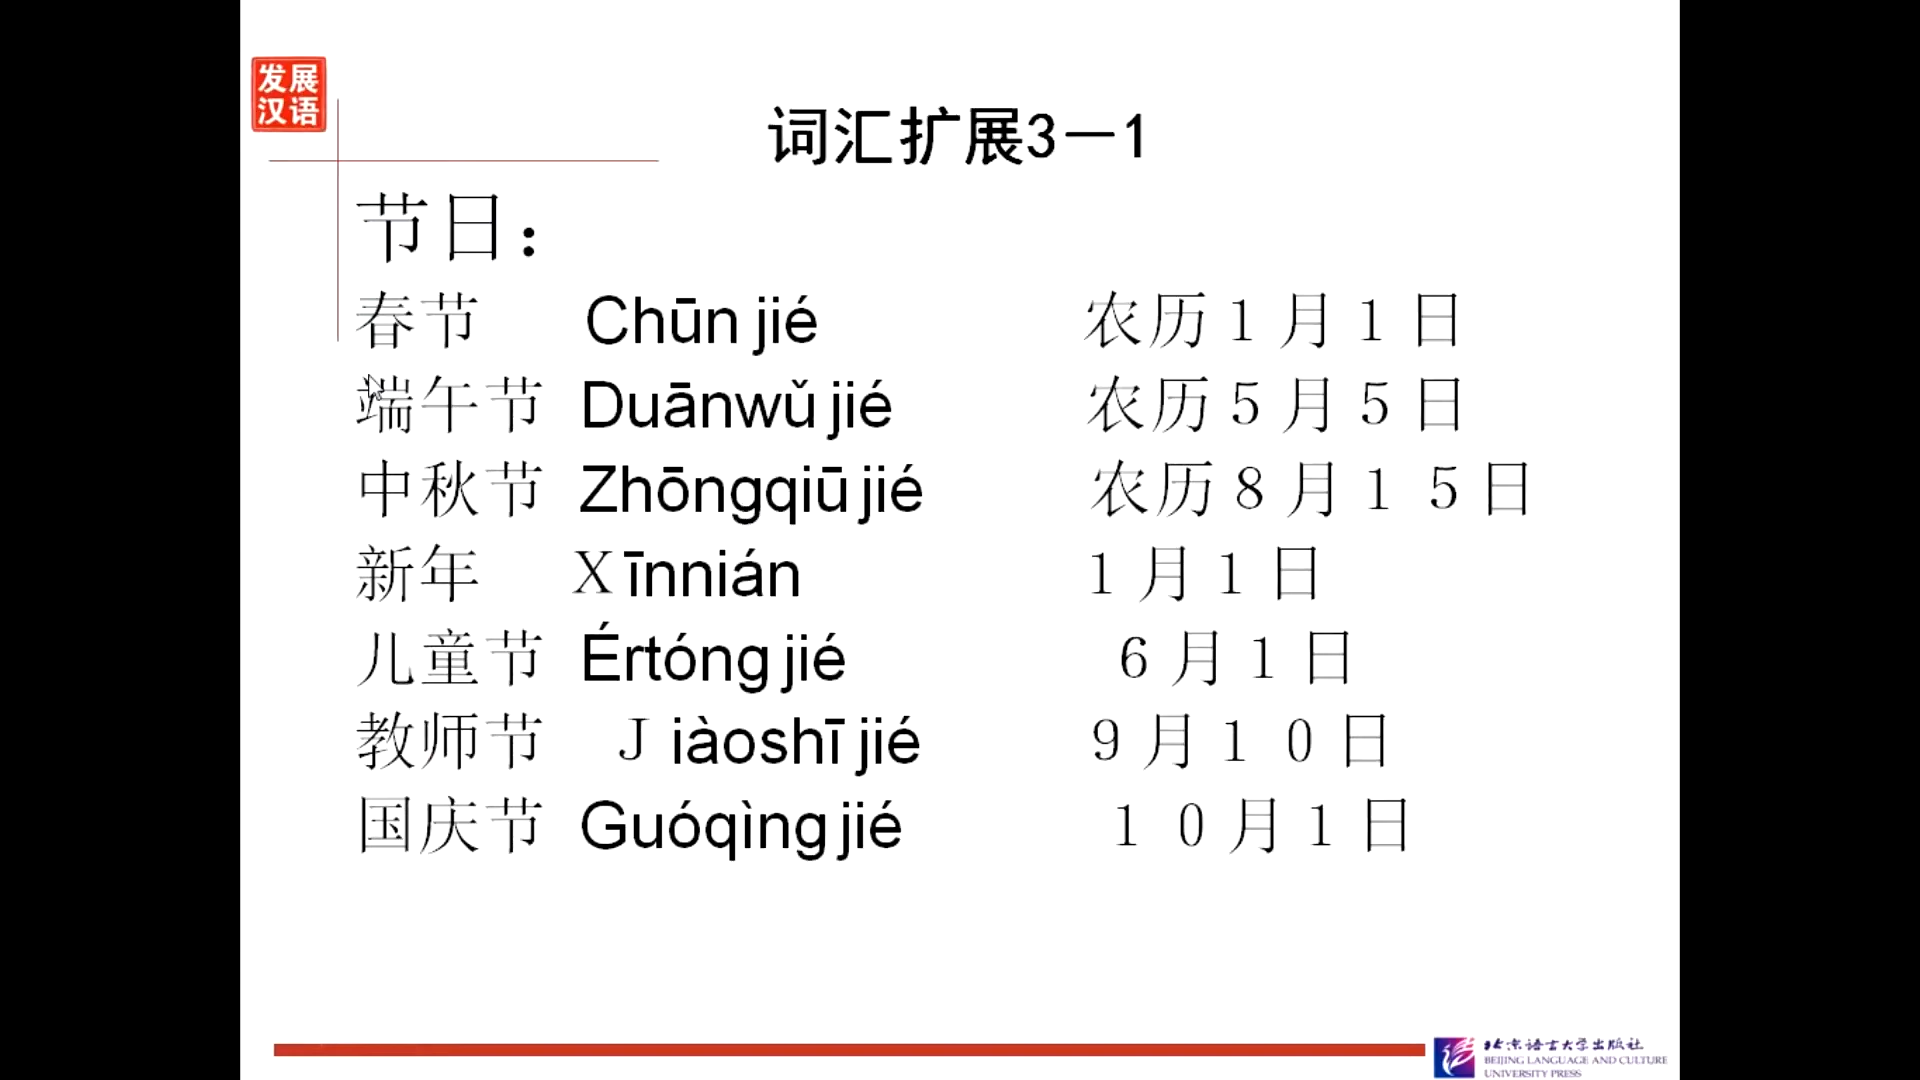 发展
汉语
词汇扩展3－1
节日：
春节 Chūn jié 农历１月１日
端午节 Duānwǔ jié 农历５月５日
中秋节 Zhōngqiū jié 农历８月１５日
新年 Ｘīnnián １月１日
儿童节 Értóng jié ６月１日
教师节 Ｊiàoshī jié ９月１０日
国庆节 Guóqìng jié １０月１日
北京语言大学出版社
BEIJING LANGUAGE AND CULTURE
UNIVERSITY PRESS